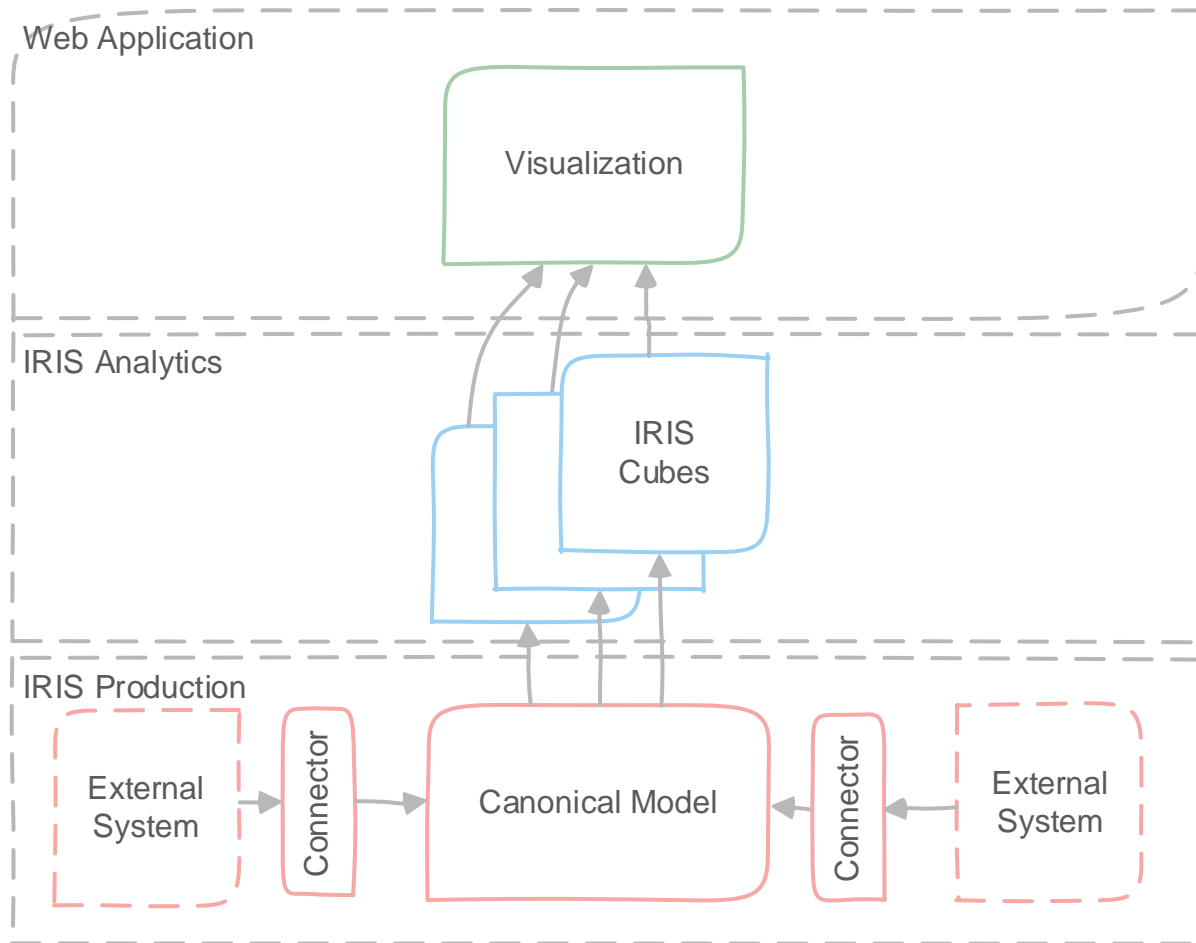 Web Application
Visualization
IRIS Analytics
IRIS
Cubes
IRIS Production
External
System
Connector
Canonical Model
Connector
External
System